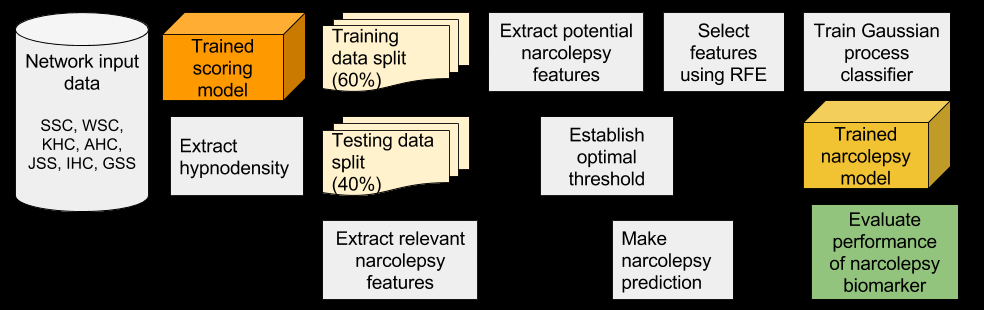 Network input
data
SSC, WSC,
KHC, AHC,
JSS, IHC, GSS
Trained
scoring
model
Extract
hypnodensity
Training
data split
(60%)
Testing data
split
(40%)
Extract potential
narcolepsy
features
Select
features
using RFE
Train Gaussian
process
classifier
Establish
optimal
threshold
Trained
narcolepsy
model
Extract relevant
narcolepsy
features
Make
narcolepsy
prediction
Evaluate
performance
of narcolepsy
biomarker